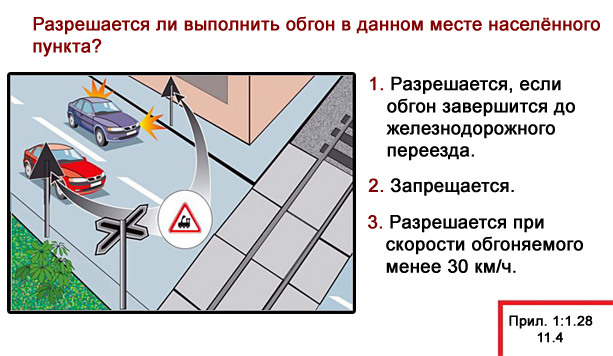 Разрешается ли выполнить обгон в данном месте населённого
пункта?
1. Разрешается, если
обгон завершится до
железнодорожного
переезда.
2. Запрещается.
3. Разрешается при
скорости обгоняемого
менее 30 км/ч.
Прил. 1:1.28
11.4